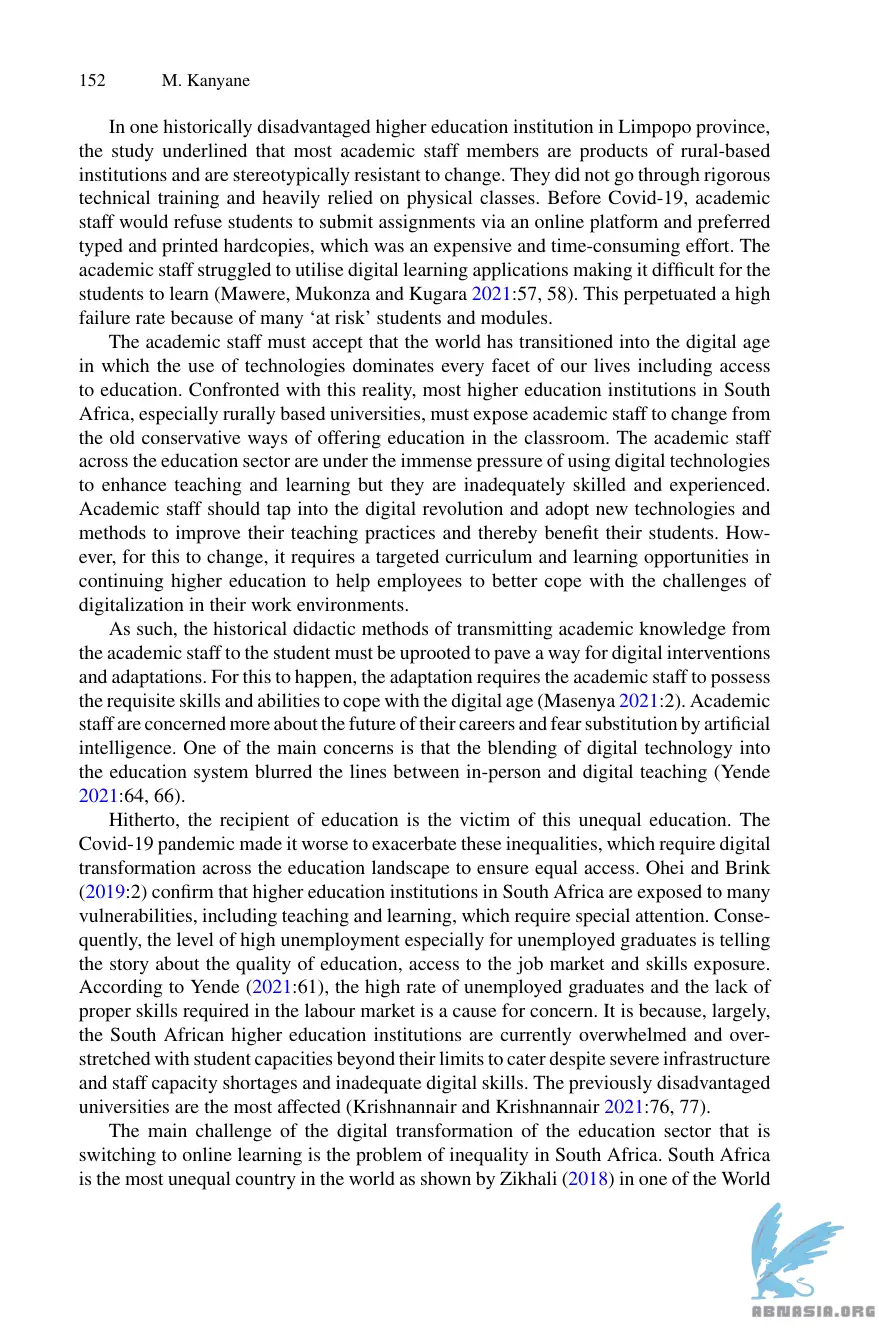 152 M. Kanyane
In one historically disadvantaged higher education institution in Limpopo province,
the study underlined that most academic staff members are products of rural-based
institutions and are stereotypically resistant to change. They did not go through rigorous
technical training and heavily relied on physical classes. Before Covid-19, academic
staff would refuse students to submit assignments via an online platform and preferred
typed and printed hardcopies, which was an expensive and time-consuming effort. The
academic staff struggled to utilise digital learning applications making it difficult for the
students to learn (Mawere, Mukonza and Kugara 2021:57, 58). This perpetuated a high
failure rate because of many ‘at risk’ students and modules.
The academic staff must accept that the world has transitioned into the digital age
in which the use of technologies dominates every facet of our lives including access
to education. Confronted with this reality, most higher education institutions in South
Africa, especially rurally based universities, must expose academic staff to change from
the old conservative ways of offering education in the classroom. The academic staff
across the education sector are under the immense pressure of using digital technologies
to enhance teaching and learning but they are inadequately skilled and experienced.
Academic staff should tap into the digital revolution and adopt new technologies and
methods to improve their teaching practices and thereby benefit their students. How-
ever, for this to change, it requires a targeted curriculum and learning opportunities in
continuing higher education to help employees to better cope with the challenges of
digitalization in their work environments.
As such, the historical didactic methods of transmitting academic knowledge from
the academic staff to the student must be uprooted to pave a way for digital interventions
and adaptations. For this to happen, the adaptation requires the academic staff to possess
the requisite skills and abilities to cope with the digital age (Masenya 2021:2). Academic
staff are concerned more about the future of their careers and fear substitution by artificial
intelligence. One of the main concerns is that the blending of digital technology into
the education system blurred the lines between in-person and digital teaching (Yende
2021:64, 66).
Hitherto, the recipient of education is the victim of this unequal education. The
Covid-19 pandemic made it worse to exacerbate these inequalities, which require digital
transformation across the education landscape to ensure equal access. Ohei and Brink
(2019:2) confirm that higher education institutions in South Africa are exposed to many
vulnerabilities, including teaching and learning, which require special attention. Conse-
quently, the level of high unemployment especially for unemployed graduates is telling
the story about the quality of education, access to the job market and skills exposure.
According to Yende (2021:61), the high rate of unemployed graduates and the lack of
proper skills required in the labour market is a cause for concern. It is because, largely,
the South African higher education institutions are currently overwhelmed and over-
stretched with student capacities beyond their limits to cater despite severe infrastructure
and staff capacity shortages and inadequate digital skills. The previously disadvantaged
universities are the most affected (Krishnannair and Krishnannair 2021:76, 77).
The main challenge of the digital transformation of the education sector that is
switching to online learning is the problem of inequality in South Africa. South Africa
is the most unequal country in the world as shown by Zikhali (2018) in one of the World
ABNASIA.ORG